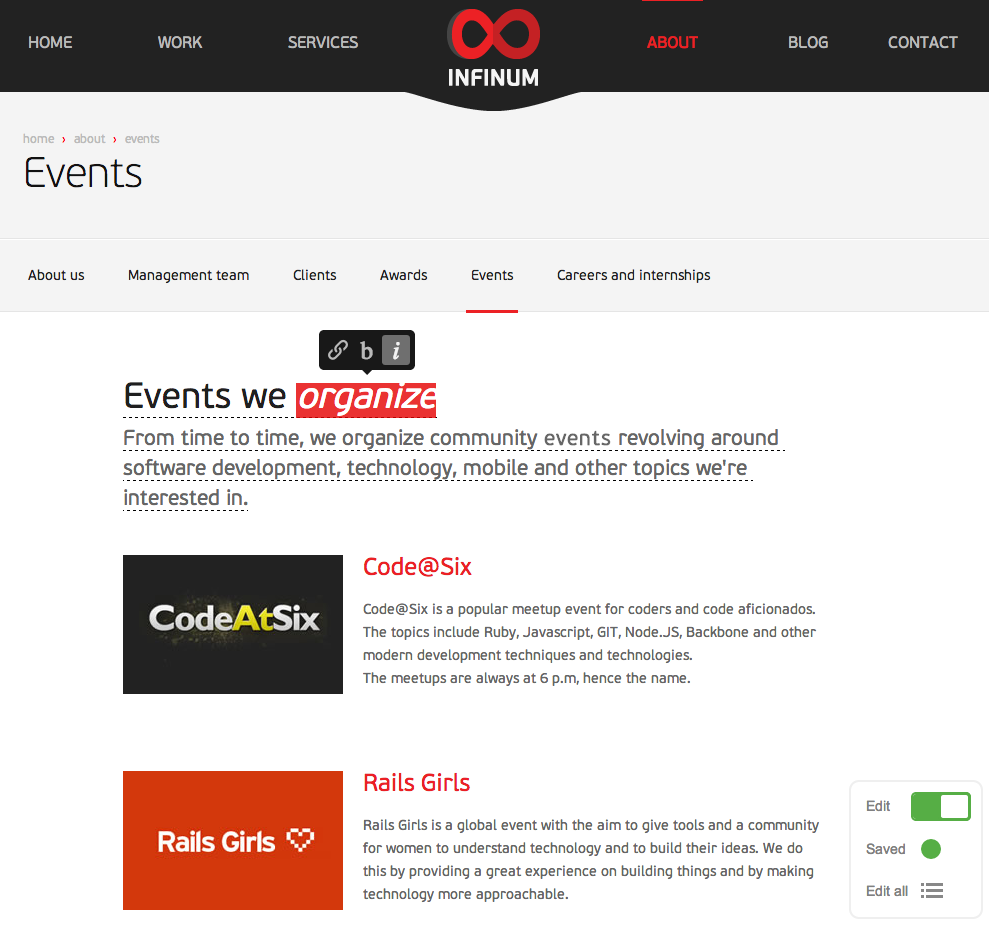 HOME WORK SERVICES INFINUM ABOUT BLOG CONTACT
home › about › events
Events
About us Management team Clients Awards Events Careers and internships
b i
Events we organize
From time to time, we organize community events revolving around
software development, technology, mobile and other topics we're
interested in.
CodeAtSix
Code@Six
Code@Six is a popular meetup event for coders and code aficionados.
The topics include Ruby, Javascript, GIT, Node.JS, Backbone and other
modern development techniques and technologies.
The meetups are always at 6 p.m, hence the name.
Rails Girls
Rails Girls
Rails Girls is a global event with the aim to give tools and a community
for women to understand technology and to build their ideas. We do
this by providing a great experience on building things and by making
technology more approachable.
Edit
Saved
Edit all